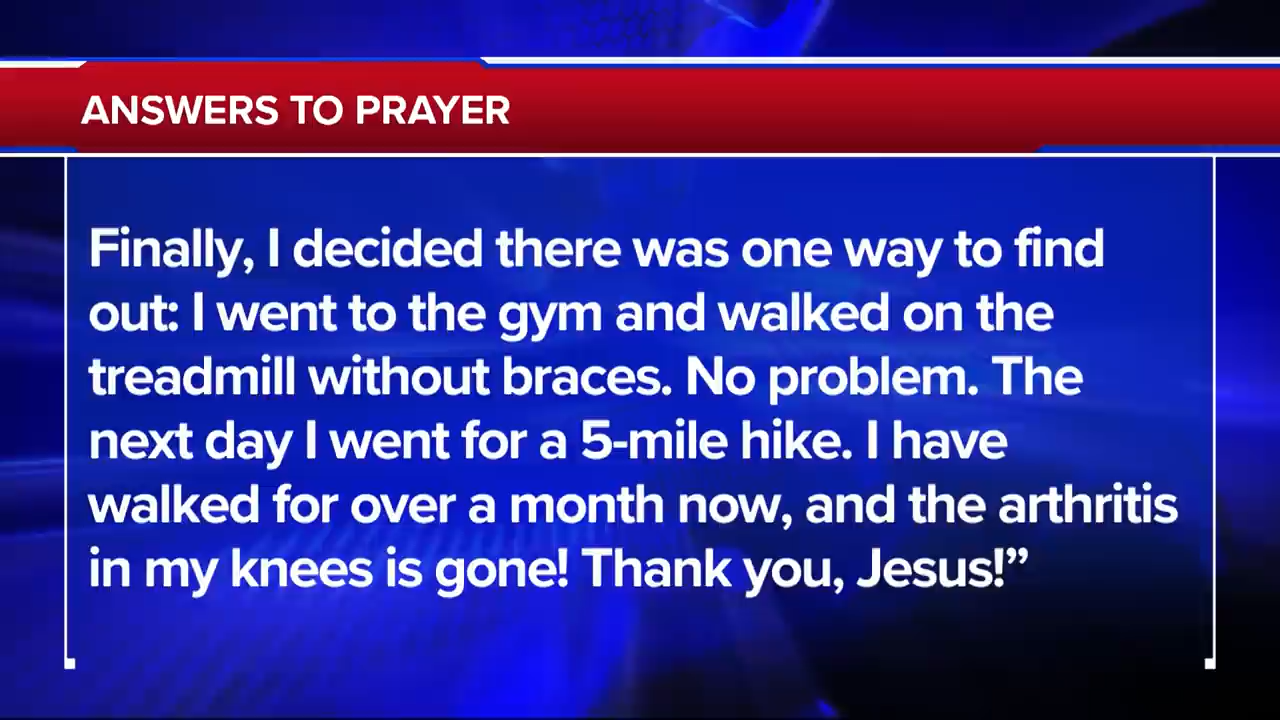 ANSWERS TO PRAYER
Finally, I decided there was one way to find
out: I went to the gym and walked on the
treadmill without braces. No problem. The
next day I went for a 5-mile hike. I have
walked for over a month now, and the arthritis
in my knees is gone! Thank you, Jesus!”